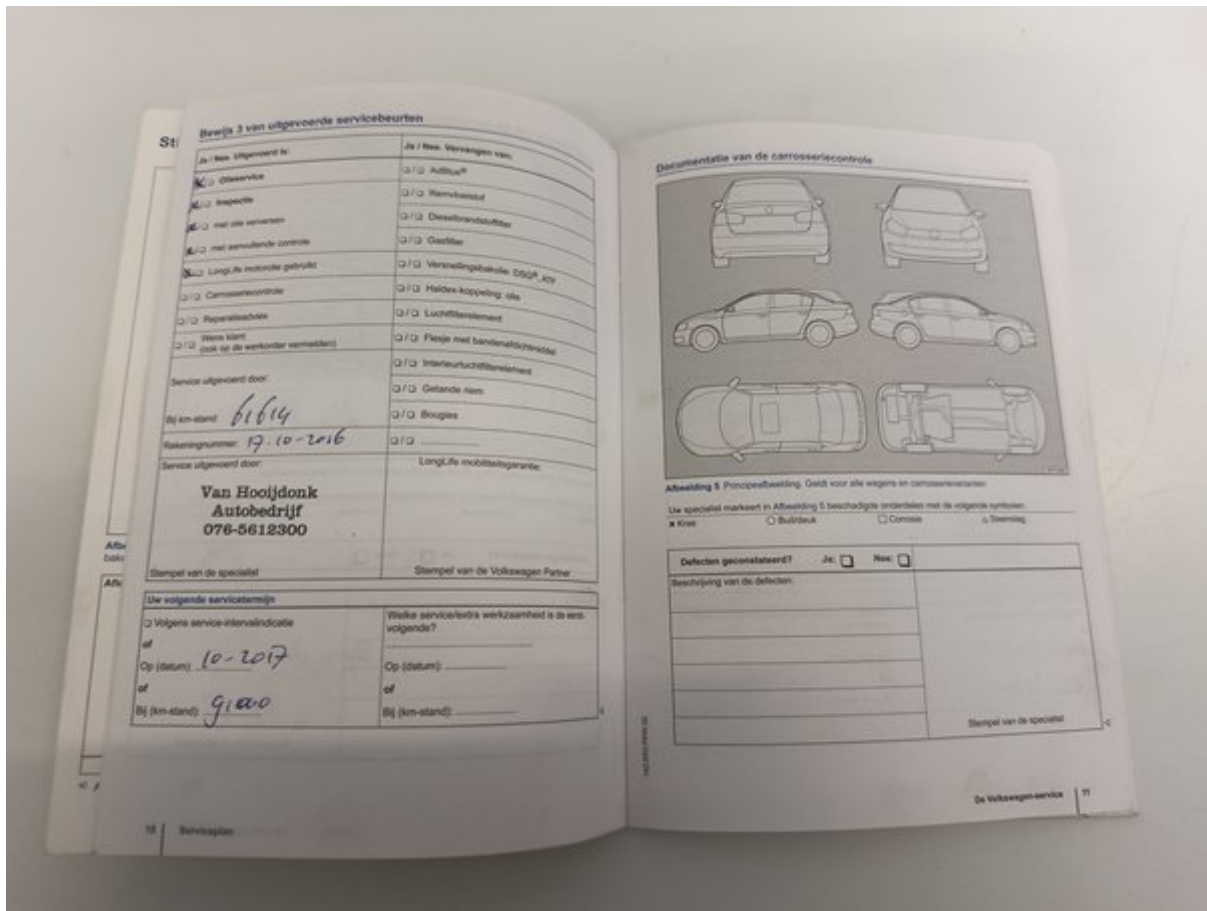 Bewijs 3 van uitgevoerde servicebeurten
Ja / Nee. Uitgevoerd is:
❏ Olieservice
/❏ Inspectie
/❏ met olie verversen
/❏ met aanvullende controle
❏ LongLife motorolie gebruikt
❏/❏ Carrosseriecontrole
❏/❏ Reparatieadvies
❏/❏ Wens klant
(ook op de werkorder vermelden)
Service uitgevoerd door:
Bij km-stand: 61614
Rekeningnummer: 17-10-2016
Service uitgevoerd door:
Van Hooijdonk
Autobedrijf
076-5612300
Stempel van de specialist
Ja / Nee. Vervangen van:
❏/❏ AdBlue®
❏/❏ Remvloeistof
❏/❏ Dieselbrandstoffilter
❏/❏ Gasfilter
❏/❏ Versnellingsbakolie: DSG®, ATF
❏/❏ Haldex-koppeling: olie
❏/❏ Luchtfilterelement
❏/❏ Flesje met bandenafdichtmiddel
❏/❏ Interieurluchtfilterelement
❏/❏ Getande riem
❏/❏ Bougies
❏/❏
LongLife mobiliteitsgarantie:
Stempel van de Volkswagen Partner
Uw volgende servicetermijn
❏ Volgens service-intervalindicatie
of
Op (datum): 10-2017
of
Bij (km-stand):
Welke service/extra werkzaamheid is de eerst-
volgende?
Op (datum):
of
Bij (km-stand):
10 Serviceplan
Documentatie van de carrosseriecontrole
Afbeelding 5 Principeafbeelding. Geldt voor alle wagens en carrosserievarianten
Uw specialist markeert in Afbeelding 5 beschadigde onderdelen met de volgende symbolen:
× Kras ○ Buil/deuk □ Corrosie △ Steenslag
Defecten geconstateerd? Ja: ❏ Nee: ❏
Beschrijving van de defecten:
Stempel van de specialist
De Volkswagen-service 11